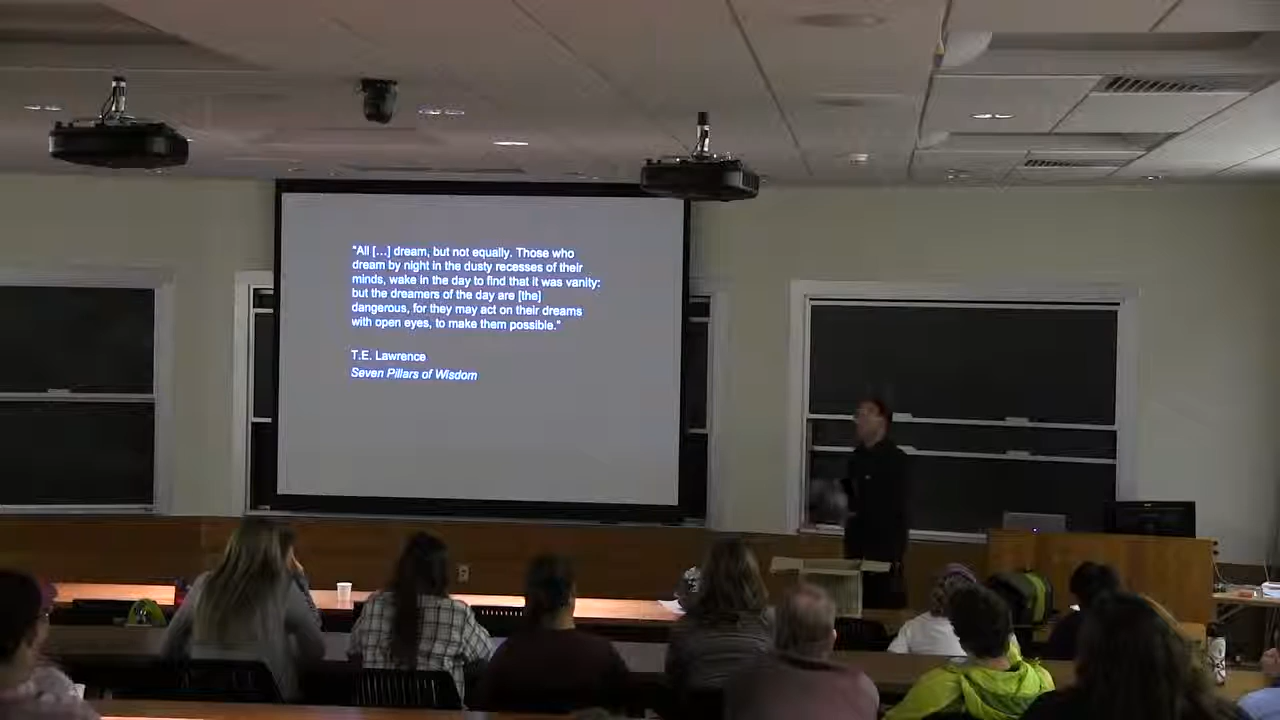 "All [...] dream, but not equally. Those who
dream by night in the dusty recesses of their
minds, wake in the day to find that it was vanity:
but the dreamers of the day are [the]
dangerous, for they may act on their dreams
with open eyes, to make them possible."
T.E. Lawrence
Seven Pillars of Wisdom